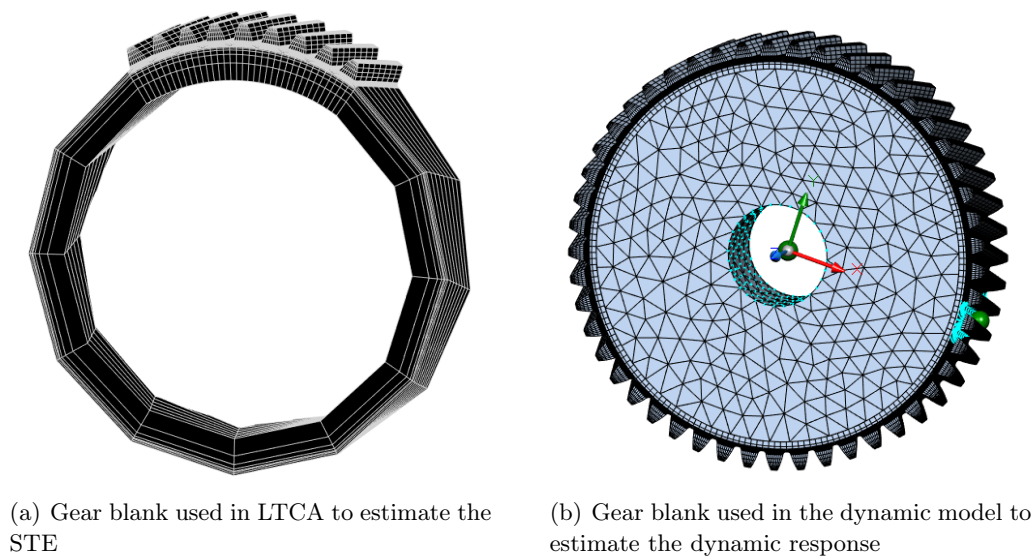 (a) Gear blank used in LTCA to estimate the
STE
(b) Gear blank used in the dynamic model to
estimate the dynamic response